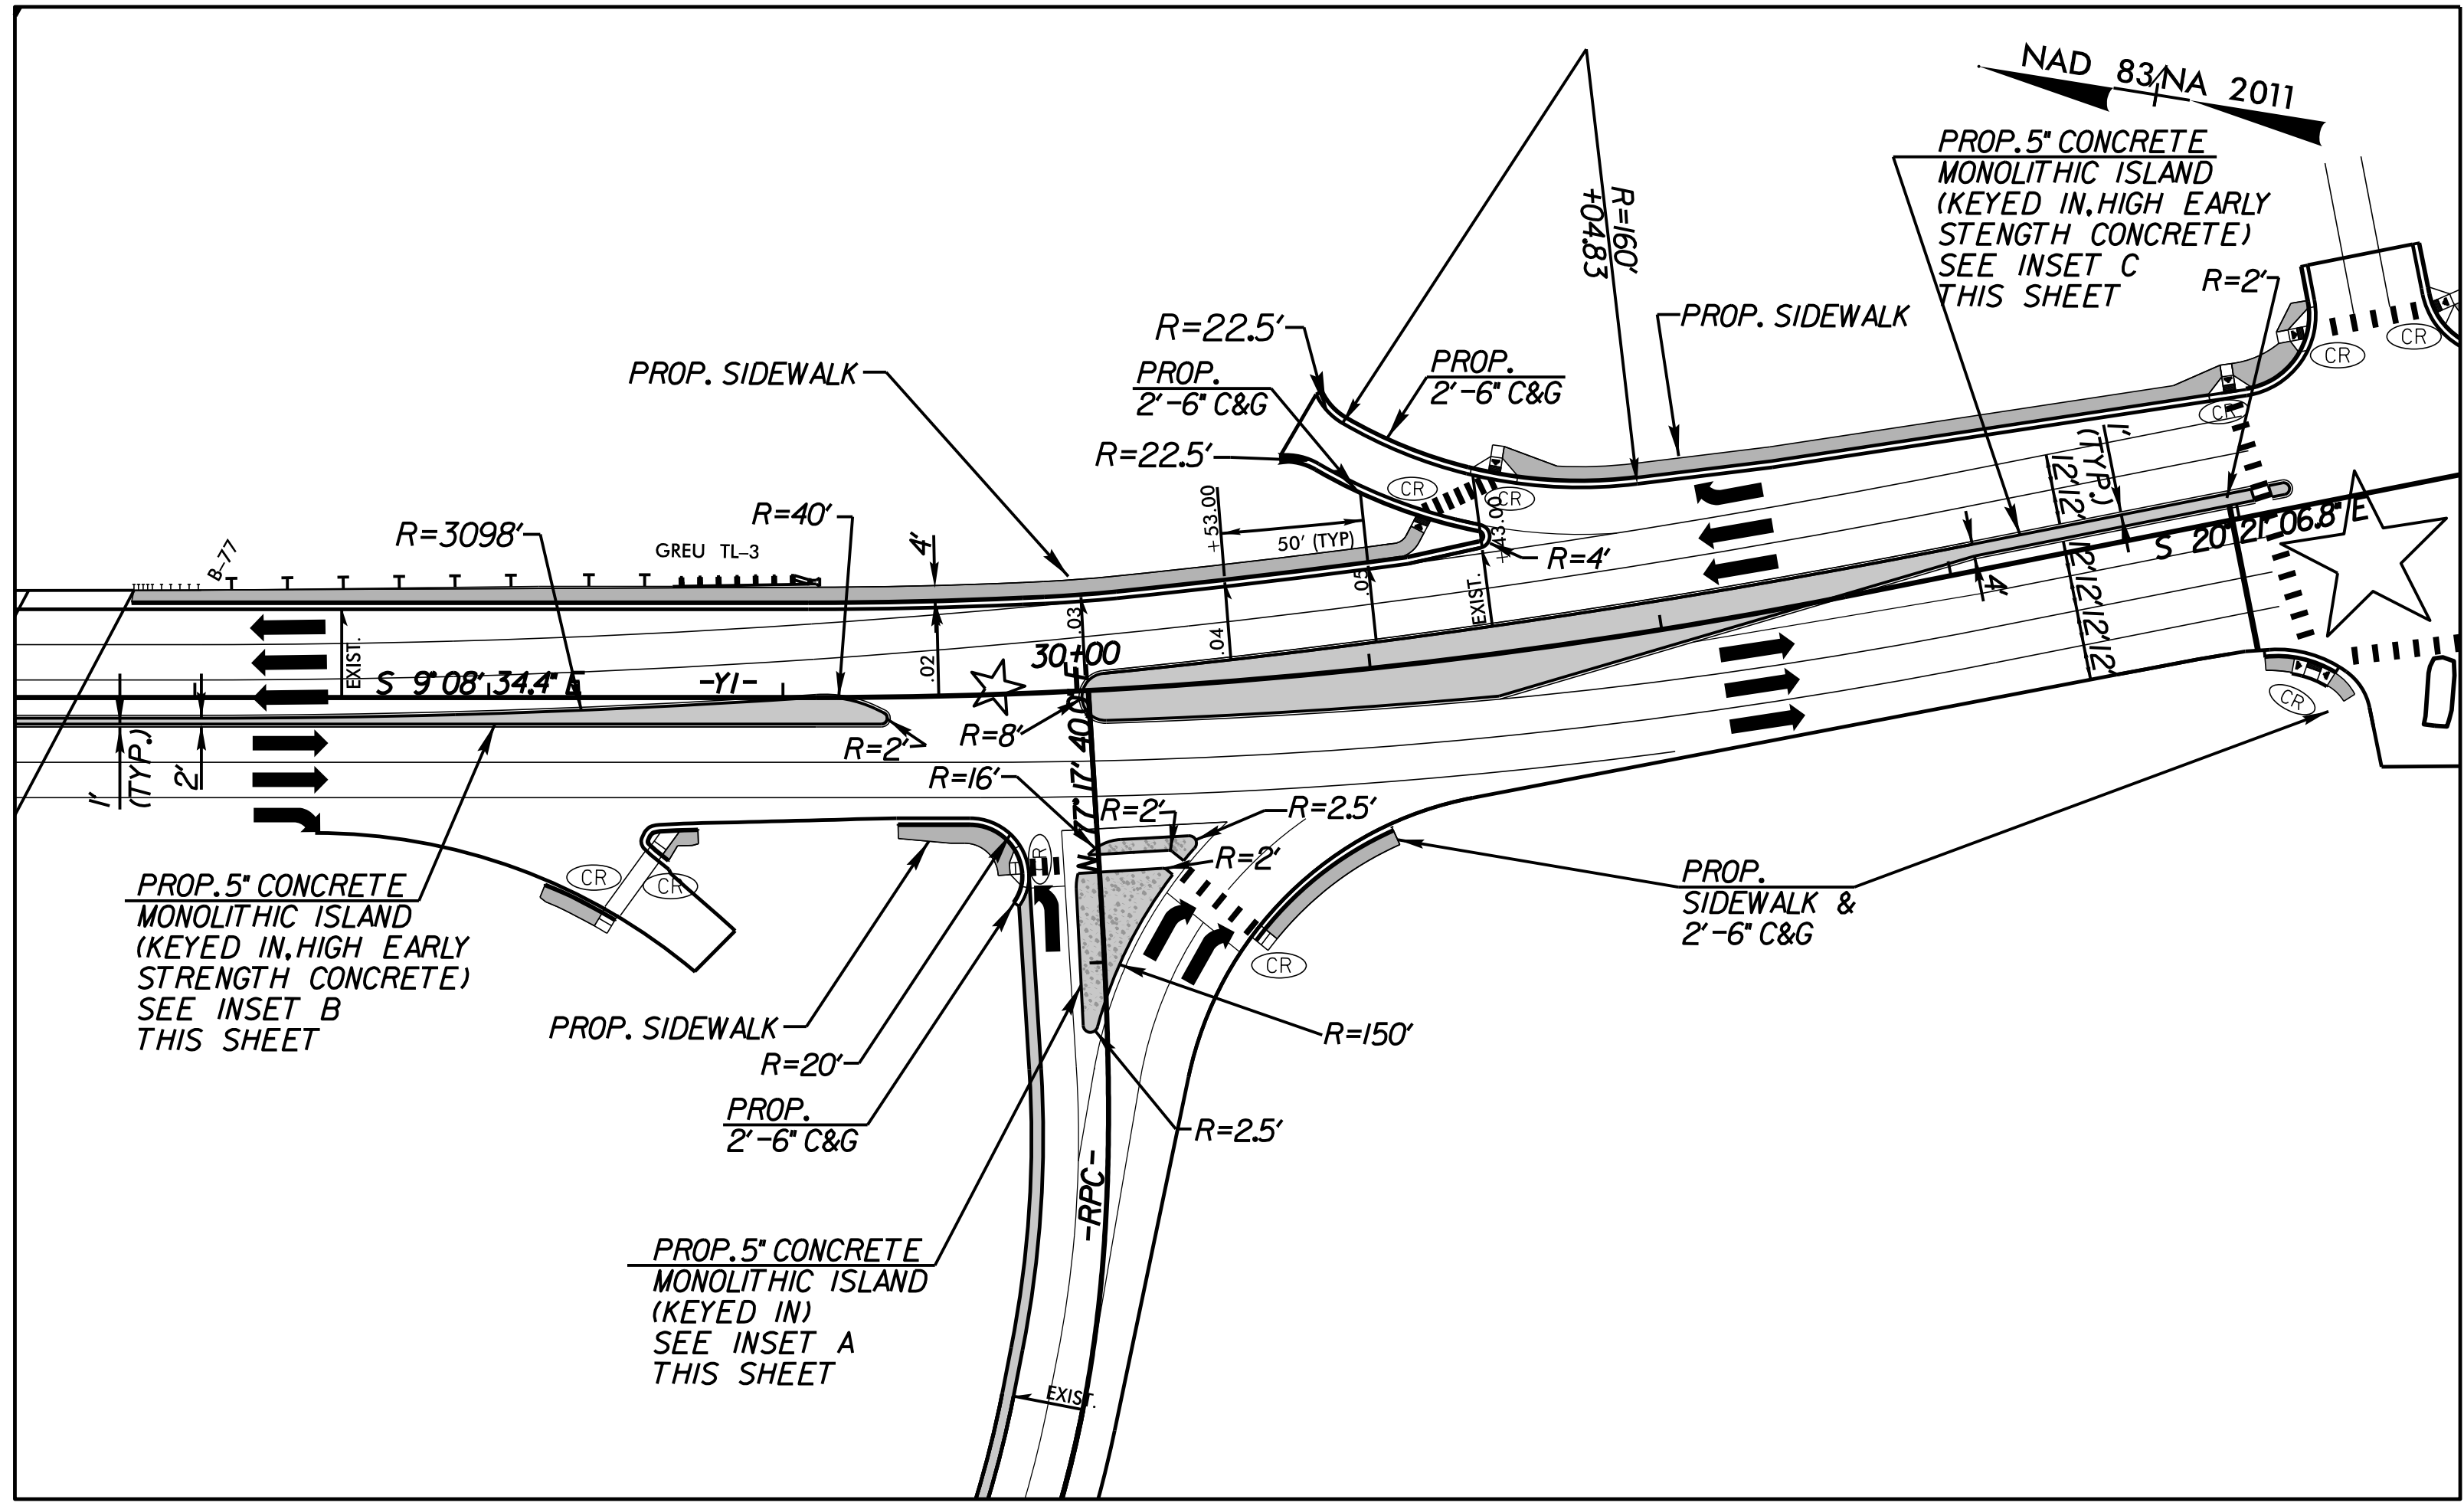 NAD 83/NA 2011
PROP. 5" CONCRETE
MONOLITHIC ISLAND
(KEYED IN, HIGH EARLY
STENGTH CONCRETE)
SEE INSET C
THIS SHEET
R=2'
R=160'
+04.83
PROP. SIDEWALK
R=22.5'
PROP.
2'-6" C&G
PROP.
2'-6" C&G
R=22.5'
PROP. SIDEWALK
CR
CR
CR
CR
CR
1'
(TYP.)
12' 12' 12'
12' 12' 12' 12'
4'
S 20° 21' 06.8" E
R=3098'
R=40'
GREU TL-3
B-77
4'
+53.00
50' (TYP)
+43.00
R=4'
EXIST.
.02
.03
.04
.05
EXIST.
S 9° 08' 34.4" E
-Y1-
30+00
R=8'
R=2'
1'
(TYP.)
2'
R=16'
R=2'
R=2.5'
R=2'
CR
CR
CR
CR
CR
PROP. 5" CONCRETE
MONOLITHIC ISLAND
(KEYED IN, HIGH EARLY
STRENGTH CONCRETE)
SEE INSET B
THIS SHEET
PROP.
SIDEWALK &
2'-6" C&G
PROP. SIDEWALK
R=20'
PROP.
2'-6" C&G
R=150'
R=2.5'
-RPC-
PROP. 5" CONCRETE
MONOLITHIC ISLAND
(KEYED IN)
SEE INSET A
THIS SHEET
EXIST.